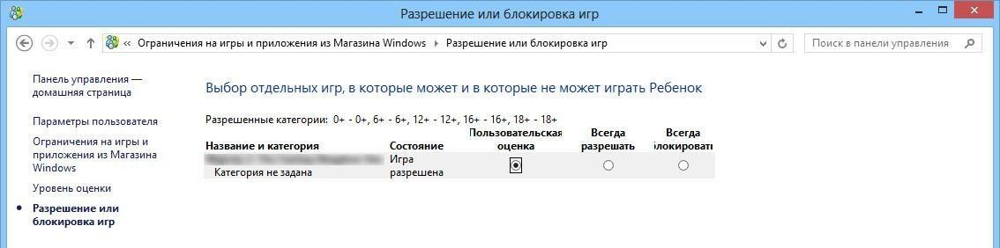 Разрешение или блокировка игр
« Ограничения на игры и приложения из Магазина Windows ▸ Разрешение или блокировка игр
Поиск в панели управления
Панель управления —
домашняя страница
Параметры пользователя
Ограничения на игры и
приложения из Магазина
Windows
Уровень оценки
• Разрешение или
блокировка игр
Выбор отдельных игр, в которые может и в которые не может играть Ребенок
Разрешенные категории: 0+ - 0+, 6+ - 6+, 12+ - 12+, 16+ - 16+, 18+ - 18+
Название и категория
Состояние
Пользовательская
оценка
Всегда
разрешать
Всегда
блокировать
Категория не задана
Игра
разрешена